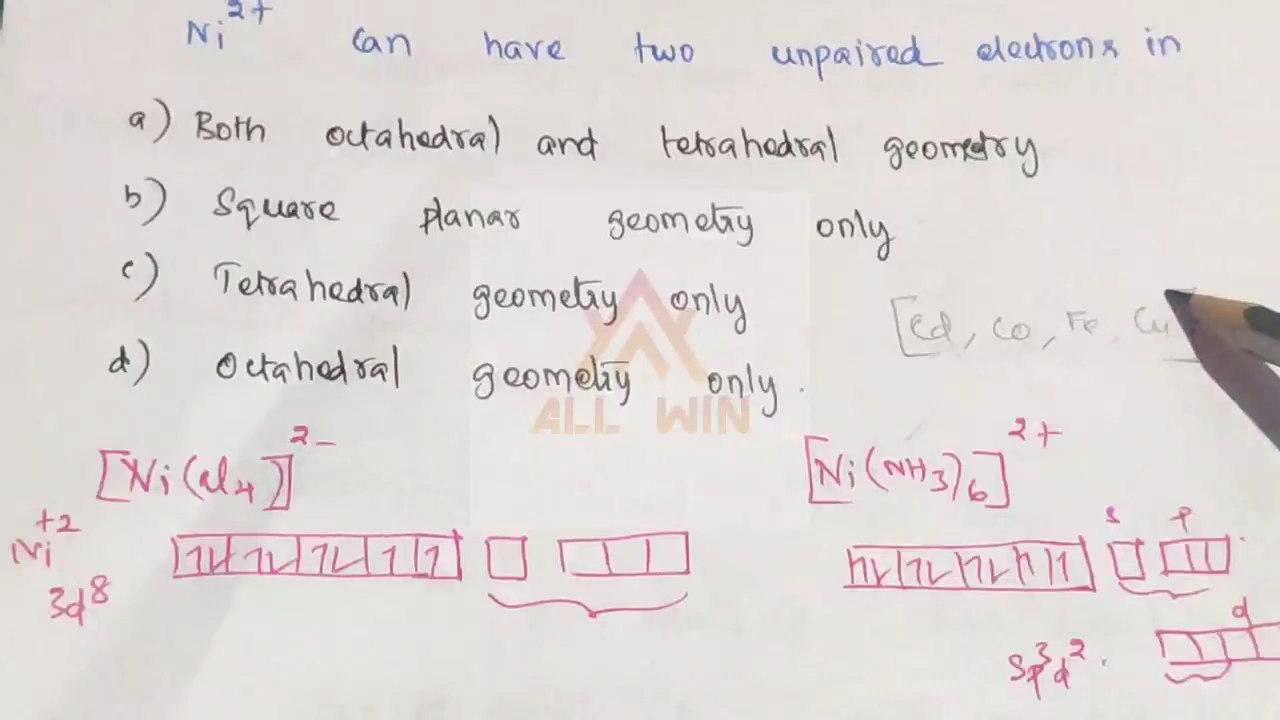 Ni2+ can have two unpaired electrons in
a) Both octahedral and tetrahedral geometry
b) Square planar geometry only
c) Tetrahedral geometry only
[Cd, Co, Fe, Cu
d) Octahedral geometry only.
ALL WIN
[Ni(Cl4)]2-
[Ni(NH3)6]2+
Ni+2
s p
3d8
d
sp3d2.